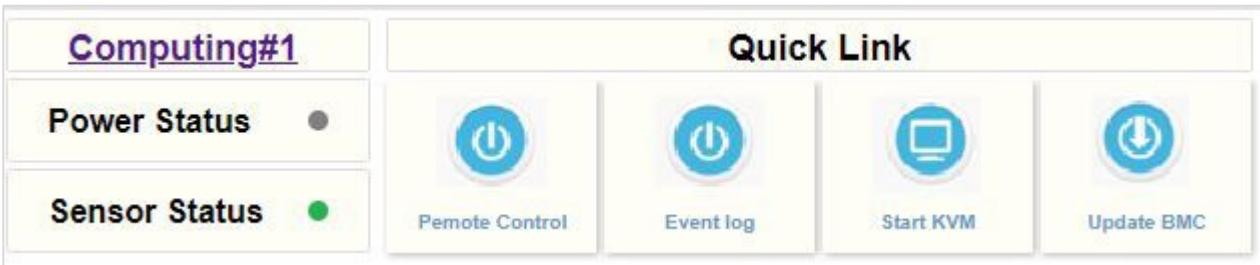 Computing#1
Quick Link
Power Status
Sensor Status
Pemote Control
Event log
Start KVM
Update BMC